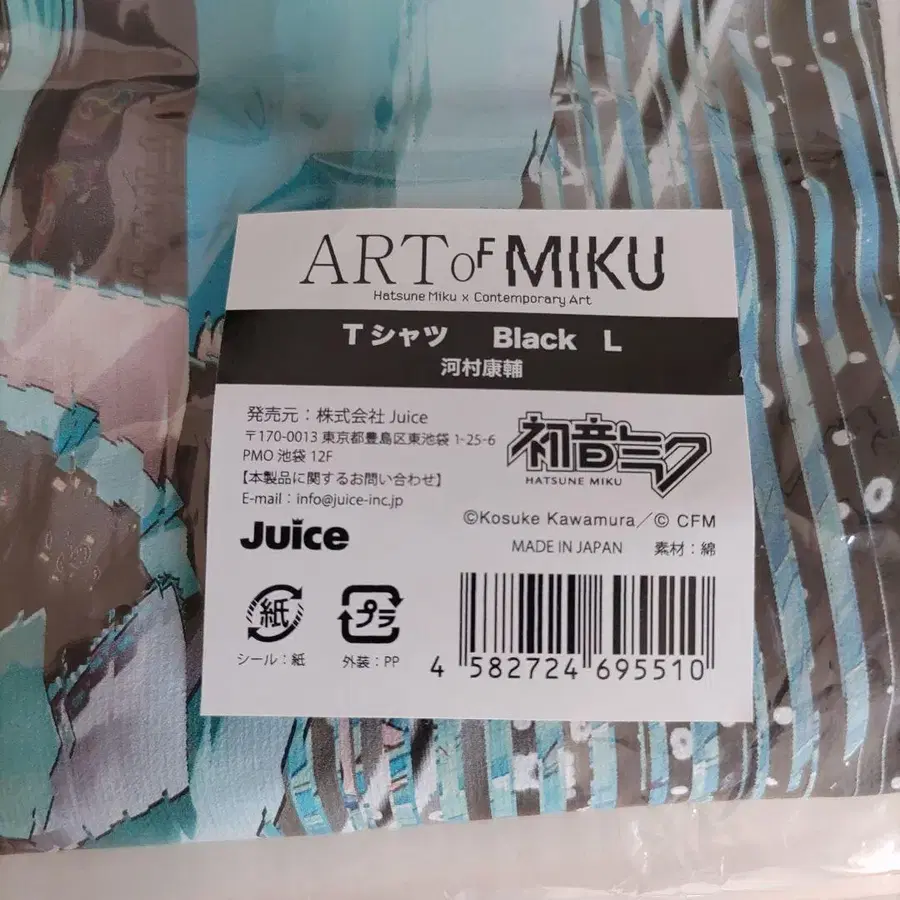 ART OF MIKU
Hatsune Miku x Contemporary Art
Tシャツ Black L
河村康輔
発売元：株式会社 Juice
〒170-0013 東京都豊島区東池袋 1-25-6
PMO 池袋 12F
【本製品に関するお問い合わせ】
E-mail：info@juice-inc.jp
Juice
初音ミク
HATSUNE MIKU
©Kosuke Kawamura／© CFM
MADE IN JAPAN 素材：綿
紙
シール：紙
プラ
外装：PP
4 582724 695510